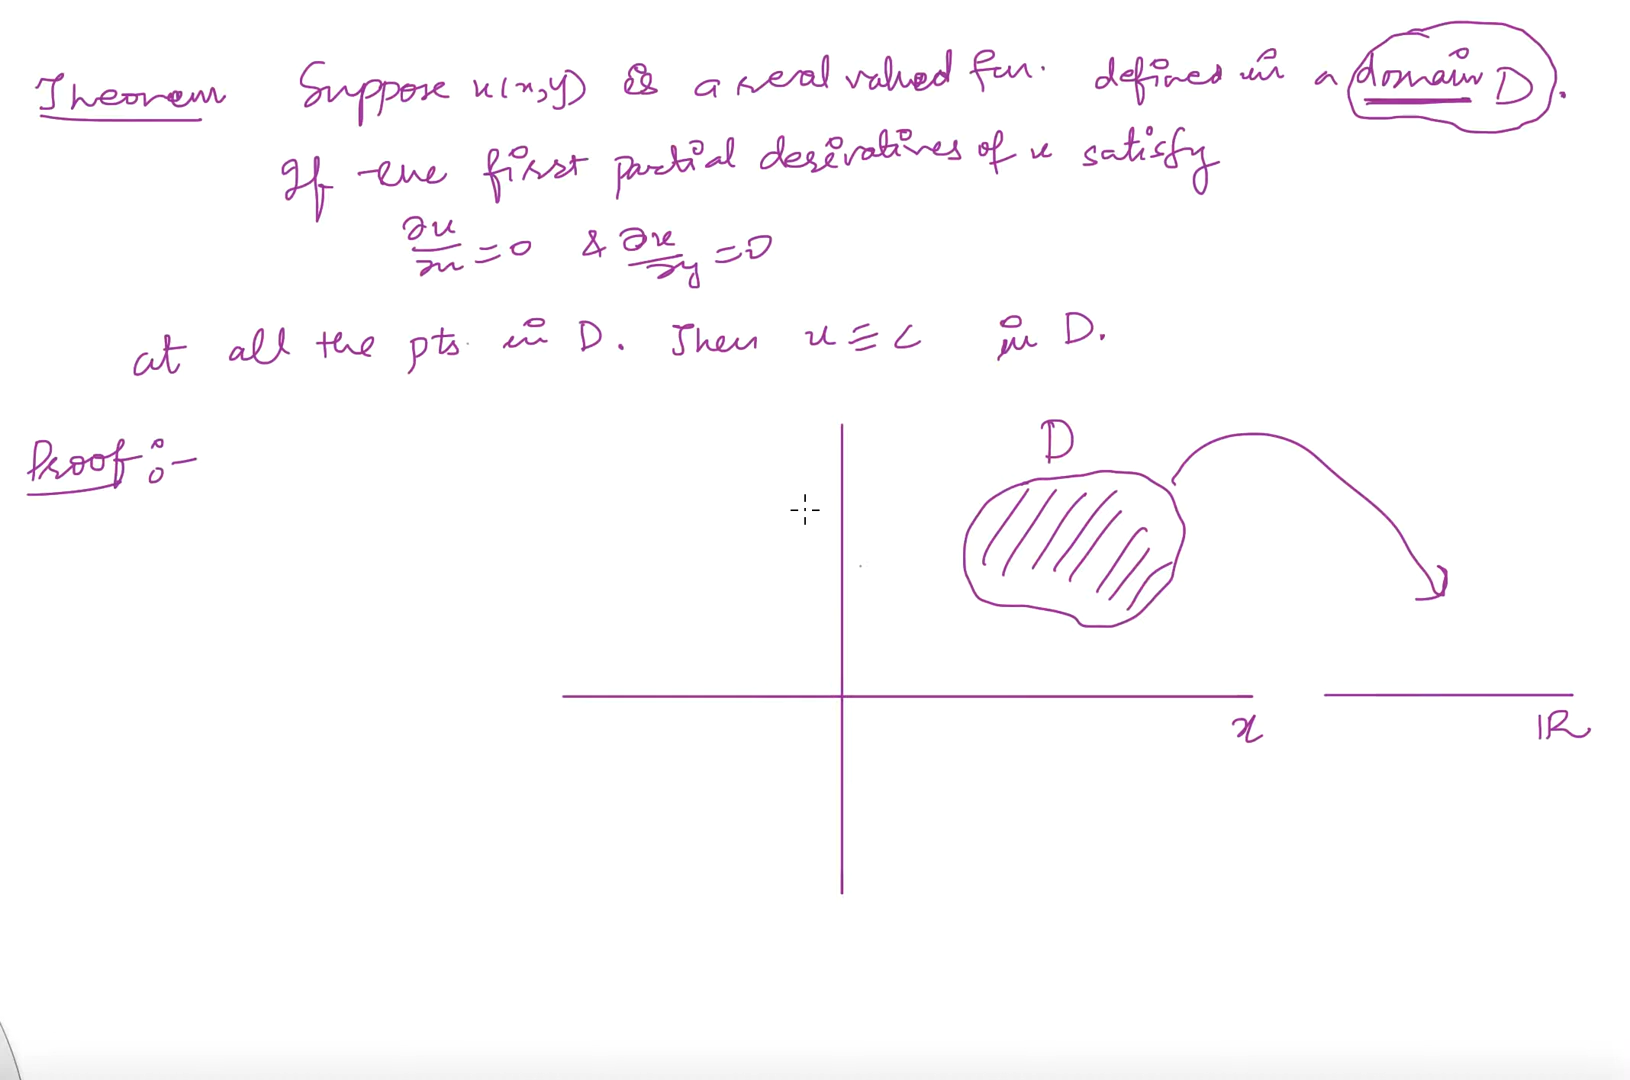 Theorem Suppose u(x,y) is a real valued fun. defined in a domain D.
If the first partial derivatives of u satisfy
∂u/∂x = 0 & ∂u/∂y = 0
at all the pts. in D. Then u ≡ c in D.
Proof :-
D
x
IR